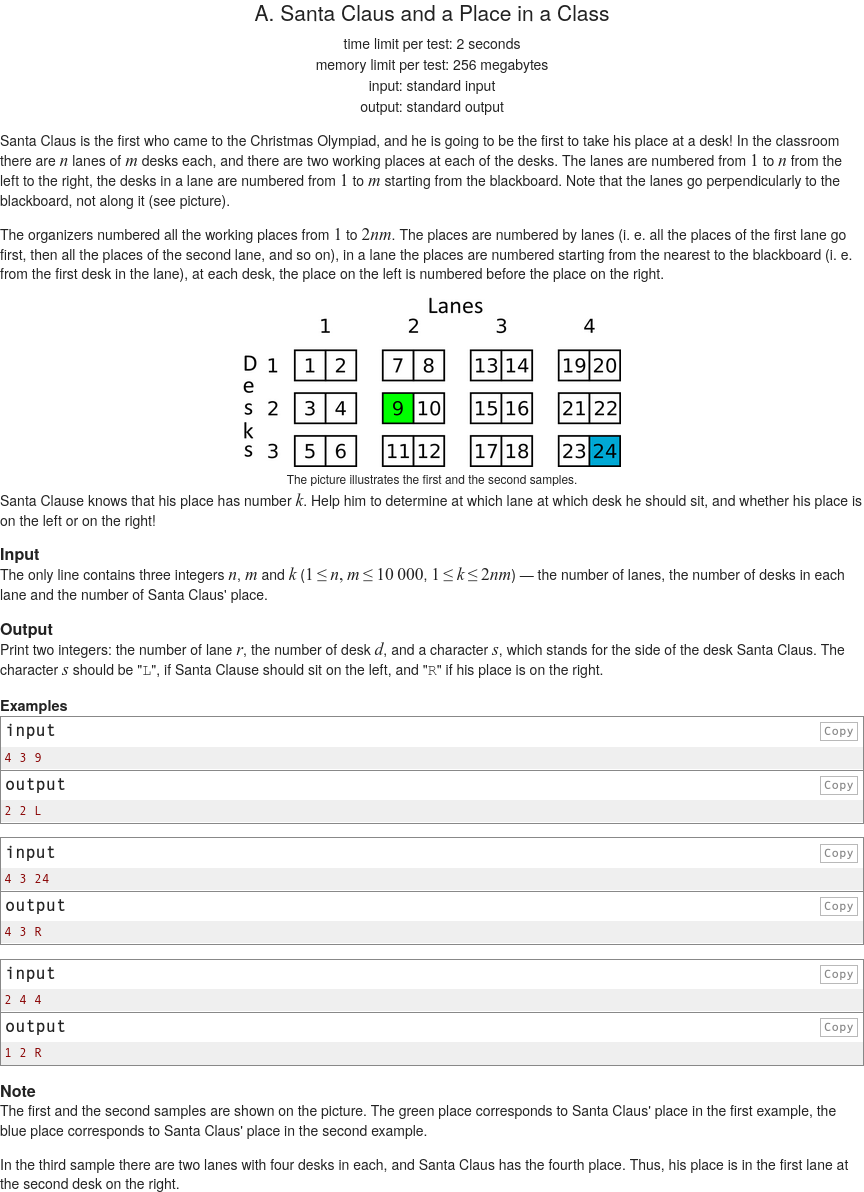 A. Santa Claus and a Place in a Class
time limit per test: 2 seconds
memory limit per test: 256 megabytes
input: standard input
output: standard output
Santa Claus is the first who came to the Christmas Olympiad, and he is going to be the first to take his place at a desk! In the classroom
there are n lanes of m desks each, and there are two working places at each of the desks. The lanes are numbered from 1 to n from the
left to the right, the desks in a lane are numbered from 1 to m starting from the blackboard. Note that the lanes go perpendicularly to the
blackboard, not along it (see picture).
The organizers numbered all the working places from 1 to 2nm. The places are numbered by lanes (i. e. all the places of the first lane go
first, then all the places of the second lane, and so on), in a lane the places are numbered starting from the nearest to the blackboard (i. e.
from the first desk in the lane), at each desk, the place on the left is numbered before the place on the right.
Lanes
1 2 3 4
Desks
1 1 2 7 8 13 14 19 20
2 3 4 9 10 15 16 21 22
3 5 6 11 12 17 18 23 24
The picture illustrates the first and the second samples.
Santa Clause knows that his place has number k. Help him to determine at which lane at which desk he should sit, and whether his place is
on the left or on the right!
Input
The only line contains three integers n, m and k (1 ≤ n, m ≤ 10 000, 1 ≤ k ≤ 2nm) — the number of lanes, the number of desks in each
lane and the number of Santa Claus' place.
Output
Print two integers: the number of lane r, the number of desk d, and a character s, which stands for the side of the desk Santa Claus. The
character s should be "L", if Santa Clause should sit on the left, and "R" if his place is on the right.
Examples
input Copy
4 3 9
output Copy
2 2 L
input Copy
4 3 24
output Copy
4 3 R
input Copy
2 4 4
output Copy
1 2 R
Note
The first and the second samples are shown on the picture. The green place corresponds to Santa Claus' place in the first example, the
blue place corresponds to Santa Claus' place in the second example.
In the third sample there are two lanes with four desks in each, and Santa Claus has the fourth place. Thus, his place is in the first lane at
the second desk on the right.